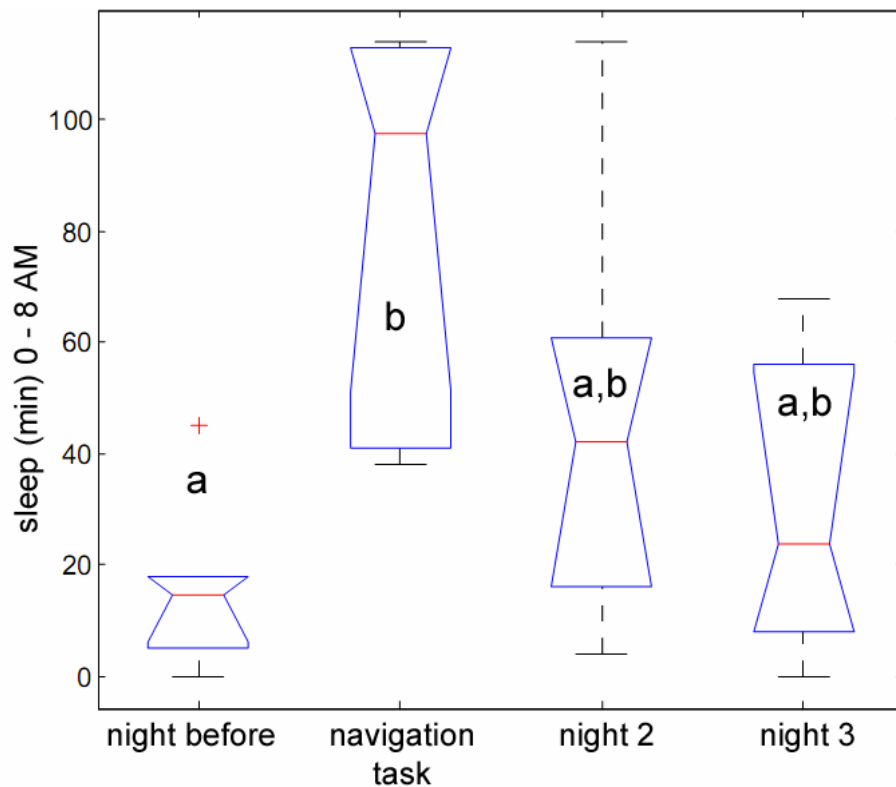 sleep (min) 0 - 8 AM
100
80
60
40
20
0
a
b
a,b
a,b
night before
navigation
task
night 2
night 3